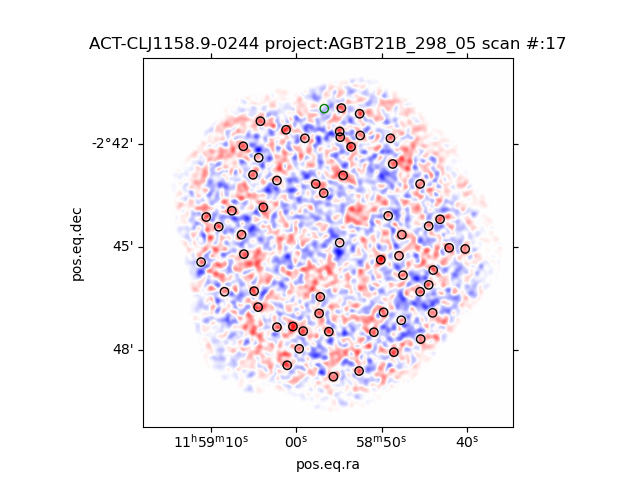 ACT-CLJ1158.9-0244 project:AGBT21B_298_05 scan #:17
-2°42'
45'
48'
pos.eq.dec
11ʰ59ᵐ10ˢ 00ˢ 58ᵐ50ˢ 40ˢ
pos.eq.ra